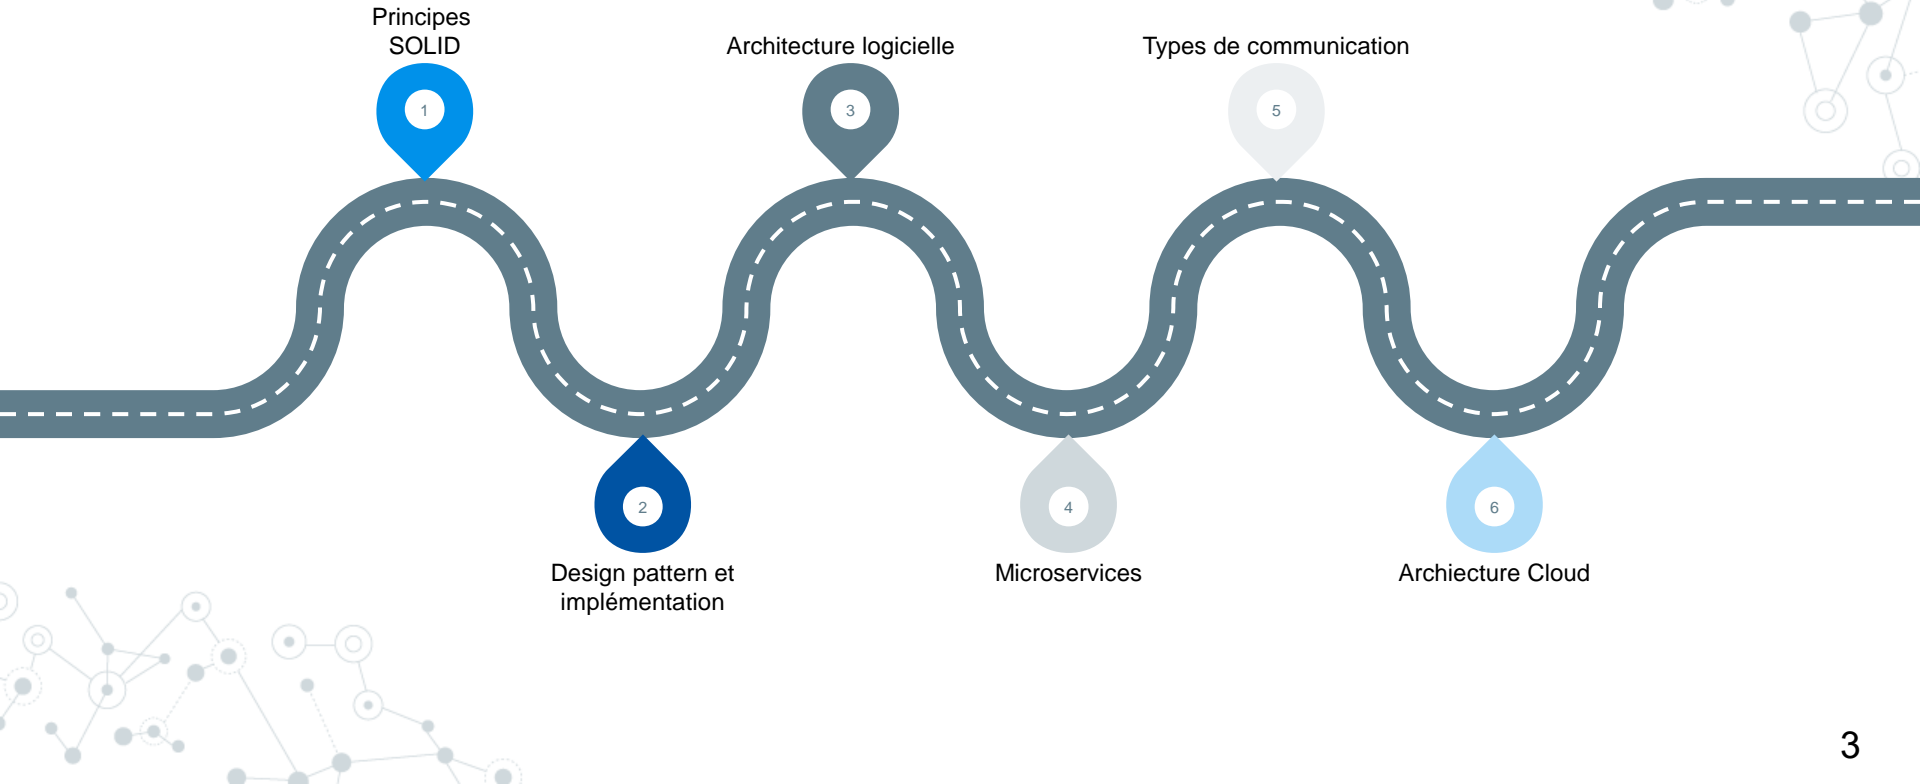 Principes
SOLID
1
Architecture logicielle
3
Types de communication
5
2
Design pattern et
implémentation
4
Microservices
6
Archiecture Cloud
3